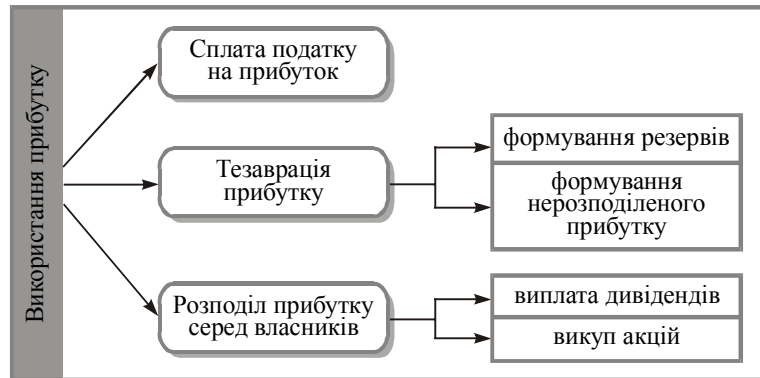 Використання прибутку
Сплата податку
на прибуток
Тезаврація
прибутку
формування резервів
формування
нерозподіленого
прибутку
Розподіл прибутку
серед власників
виплата дивідендів
викуп акцій